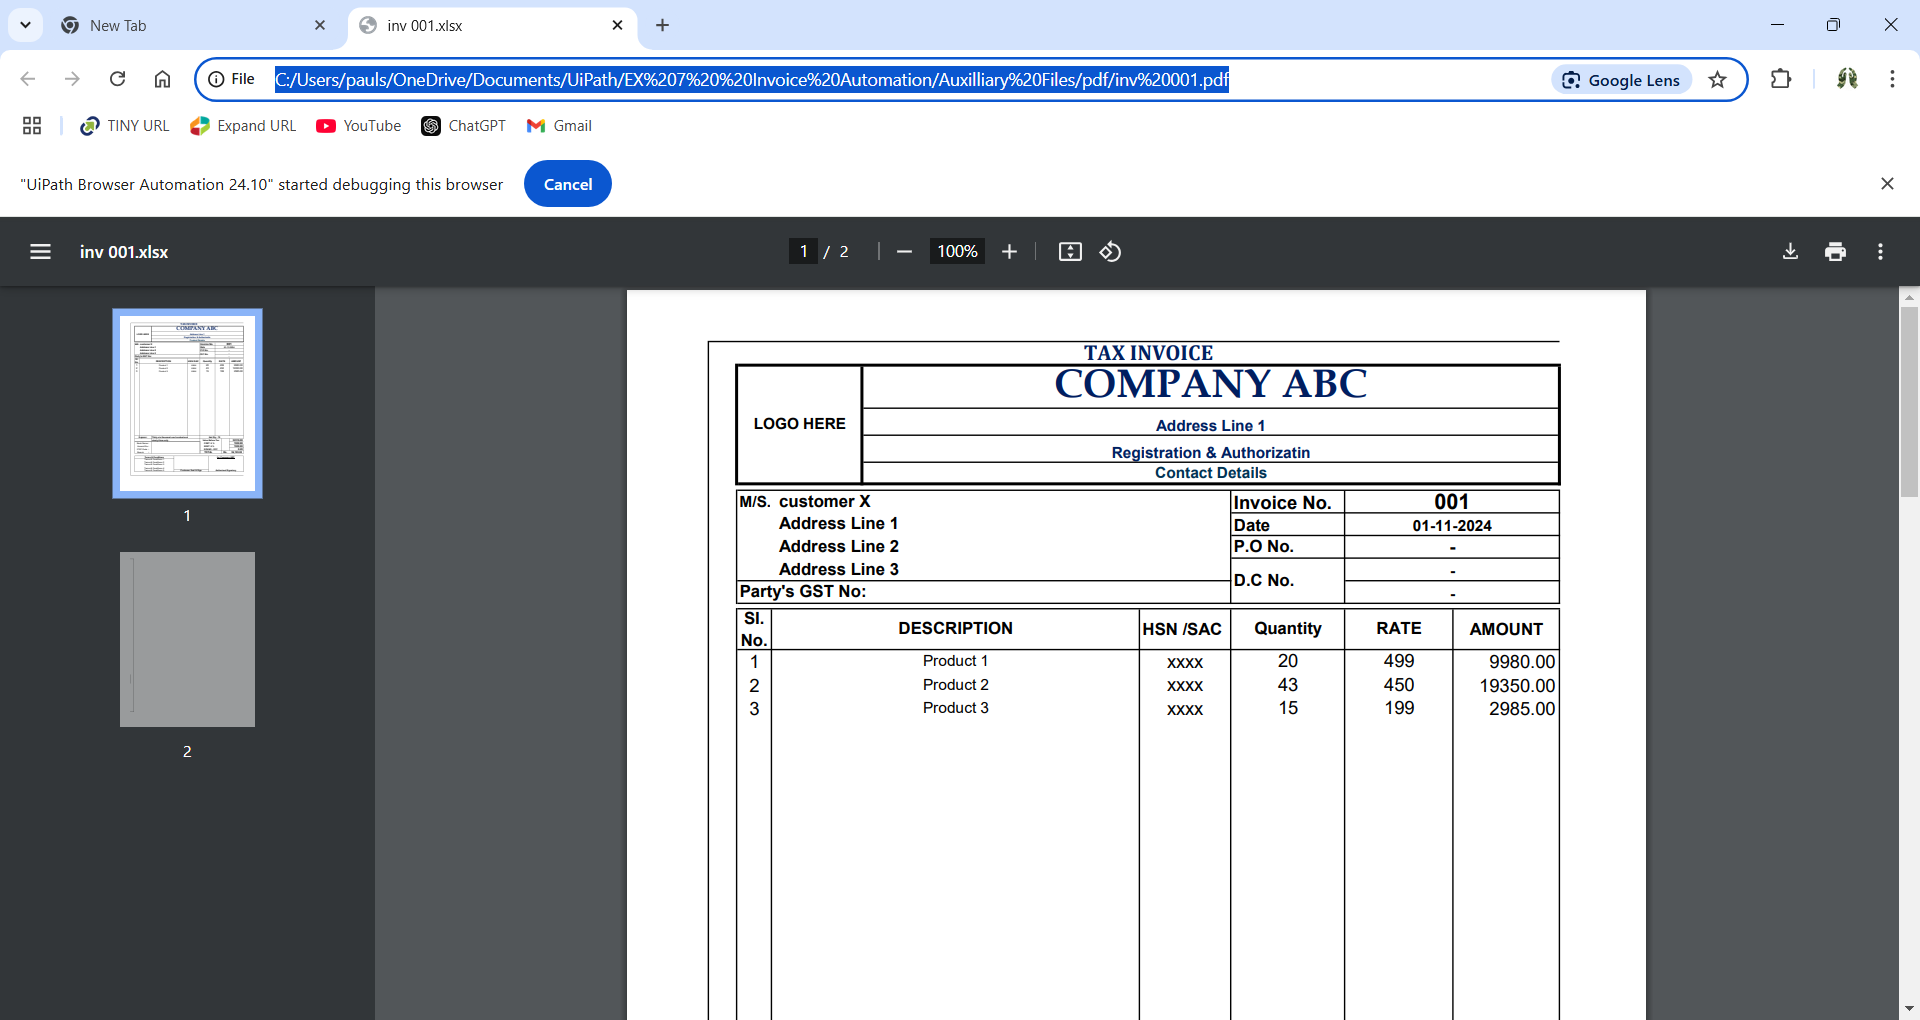 New Tab
inv 001.xlsx
File
C:/Users/pauls/OneDrive/Documents/UiPath/EX%207%20%20Invoice%20Automation/Auxilliary%20Files/pdf/inv%20001.pdf
Google Lens
TINY URL
Expand URL
YouTube
ChatGPT
Gmail
"UiPath Browser Automation 24.10" started debugging this browser
Cancel
inv 001.xlsx
1 / 2
100%
1
2
TAX INVOICE
LOGO HERE
COMPANY ABC
Address Line 1
Registration & Authorizatin
Contact Details
M/S. customer X
Address Line 1
Address Line 2
Address Line 3
Party's GST No:
Invoice No. 001
Date 01-11-2024
P.O No. -
D.C No. -
-
Sl. No. DESCRIPTION HSN /SAC Quantity RATE AMOUNT
1 Product 1 xxxx 20 499 9980.00
2 Product 2 xxxx 43 450 19350.00
3 Product 3 xxxx 15 199 2985.00